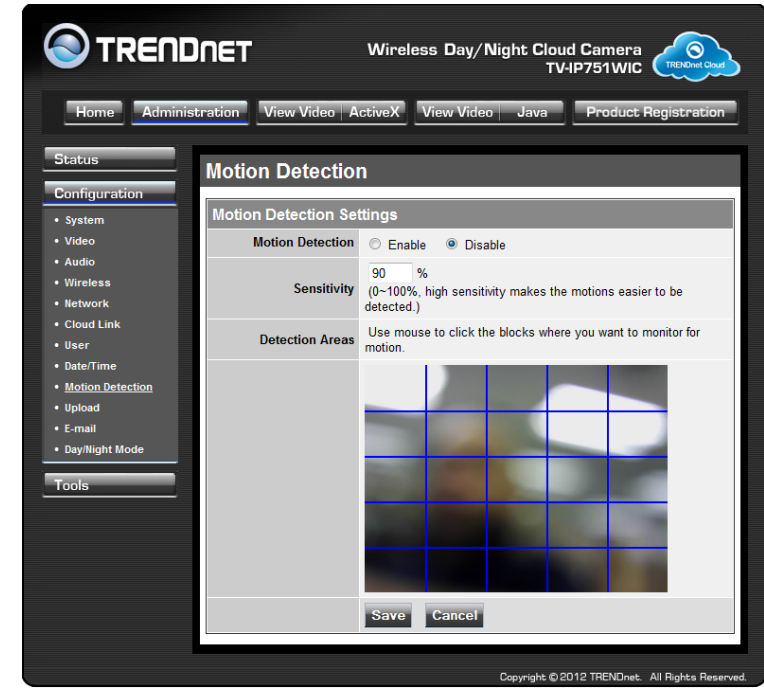 TRENDNET
Wireless Day/Night Cloud Camera
TV-IP751WIC
TRENDnet Cloud
Home
Administration
View Video | ActiveX
View Video | Java
Product Registration
Status
Configuration
• System
• Video
• Audio
• Wireless
• Network
• Cloud Link
• User
• Date/Time
• Motion Detection
• Upload
• E-mail
• Day/Night Mode
Tools
Motion Detection
Motion Detection Settings
Motion Detection Enable Disable
Sensitivity
90 %
(0~100%, high sensitivity makes the motions easier to be
detected.)
Detection Areas
Use mouse to click the blocks where you want to monitor for
motion.
Save Cancel
Copyright © 2012 TRENDnet. All Rights Reserved.